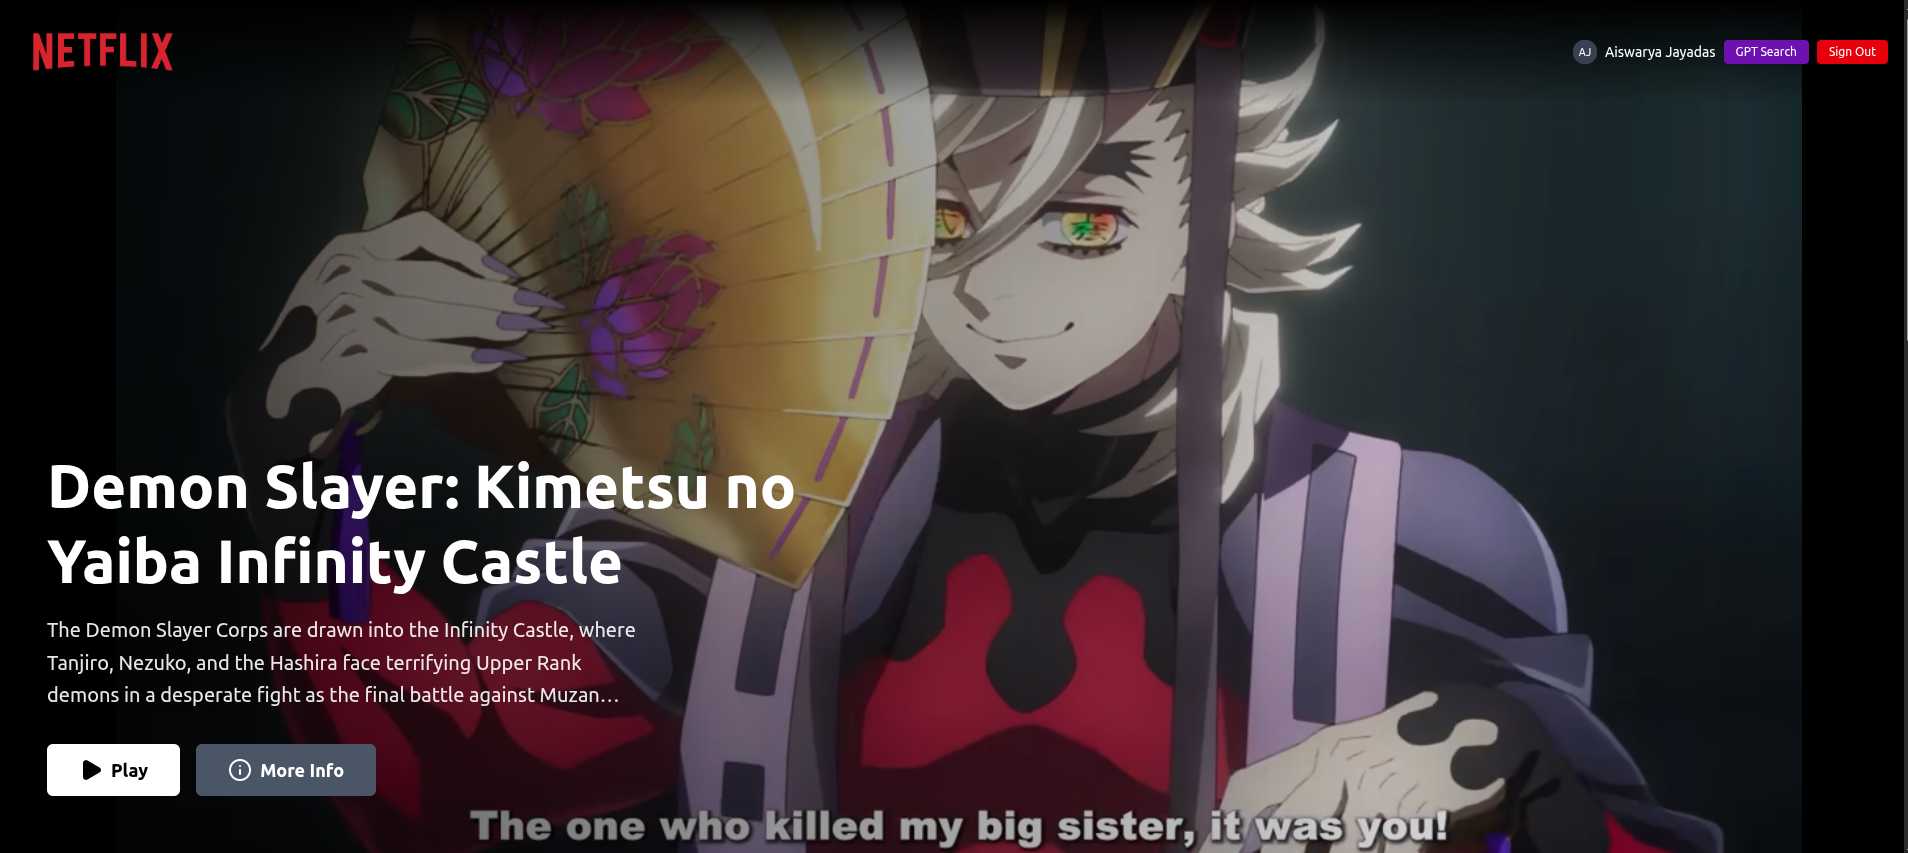 NETFLIX
AJ Aiswarya Jayadas GPT Search Sign Out
Demon Slayer: Kimetsu no
Yaiba Infinity Castle
The Demon Slayer Corps are drawn into the Infinity Castle, where
Tanjiro, Nezuko, and the Hashira face terrifying Upper Rank
demons in a desperate fight as the final battle against Muzan…
Play More Info
The one who killed my big sister, it was you!